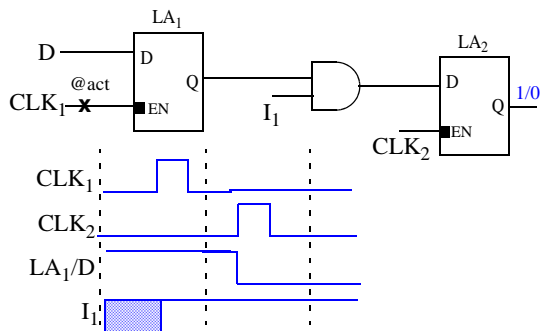 LA₁
D
D
@act
CLK₁
EN
Q
I₁
LA₂
D
Q
1/0
EN
CLK₂
CLK₁
CLK₂
LA₁/D
I₁